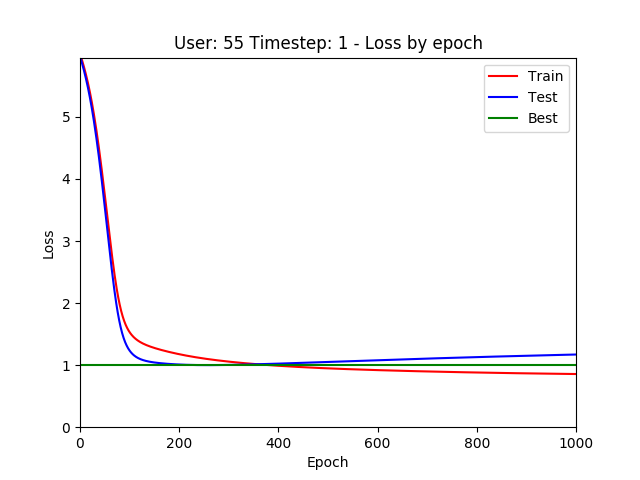 User: 55 Timestep: 1 - Loss by epoch
Train
Test
Best
5
4
3
2
1
0
Loss
0 200 400 600 800 1000
Epoch